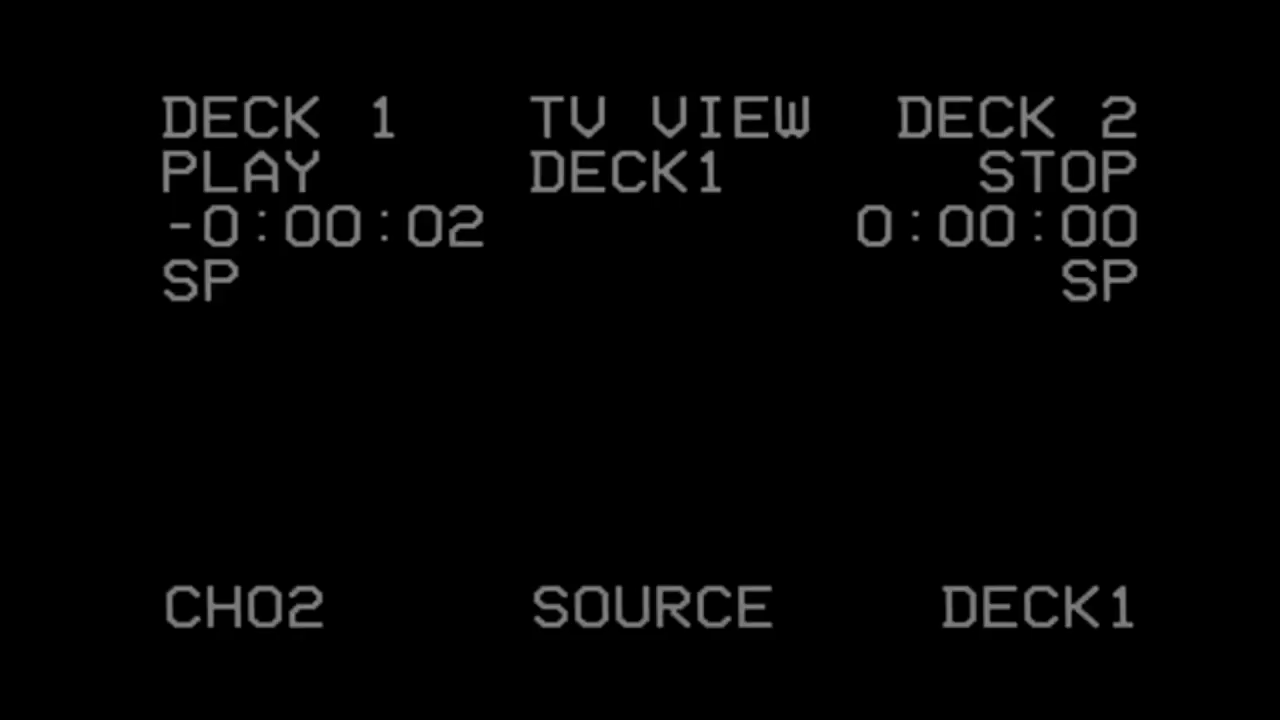 DECK 1 TV VIEW DECK 2
PLAY DECK1 STOP
-0:00:02 0:00:00
SP SP
CH02 SOURCE DECK1